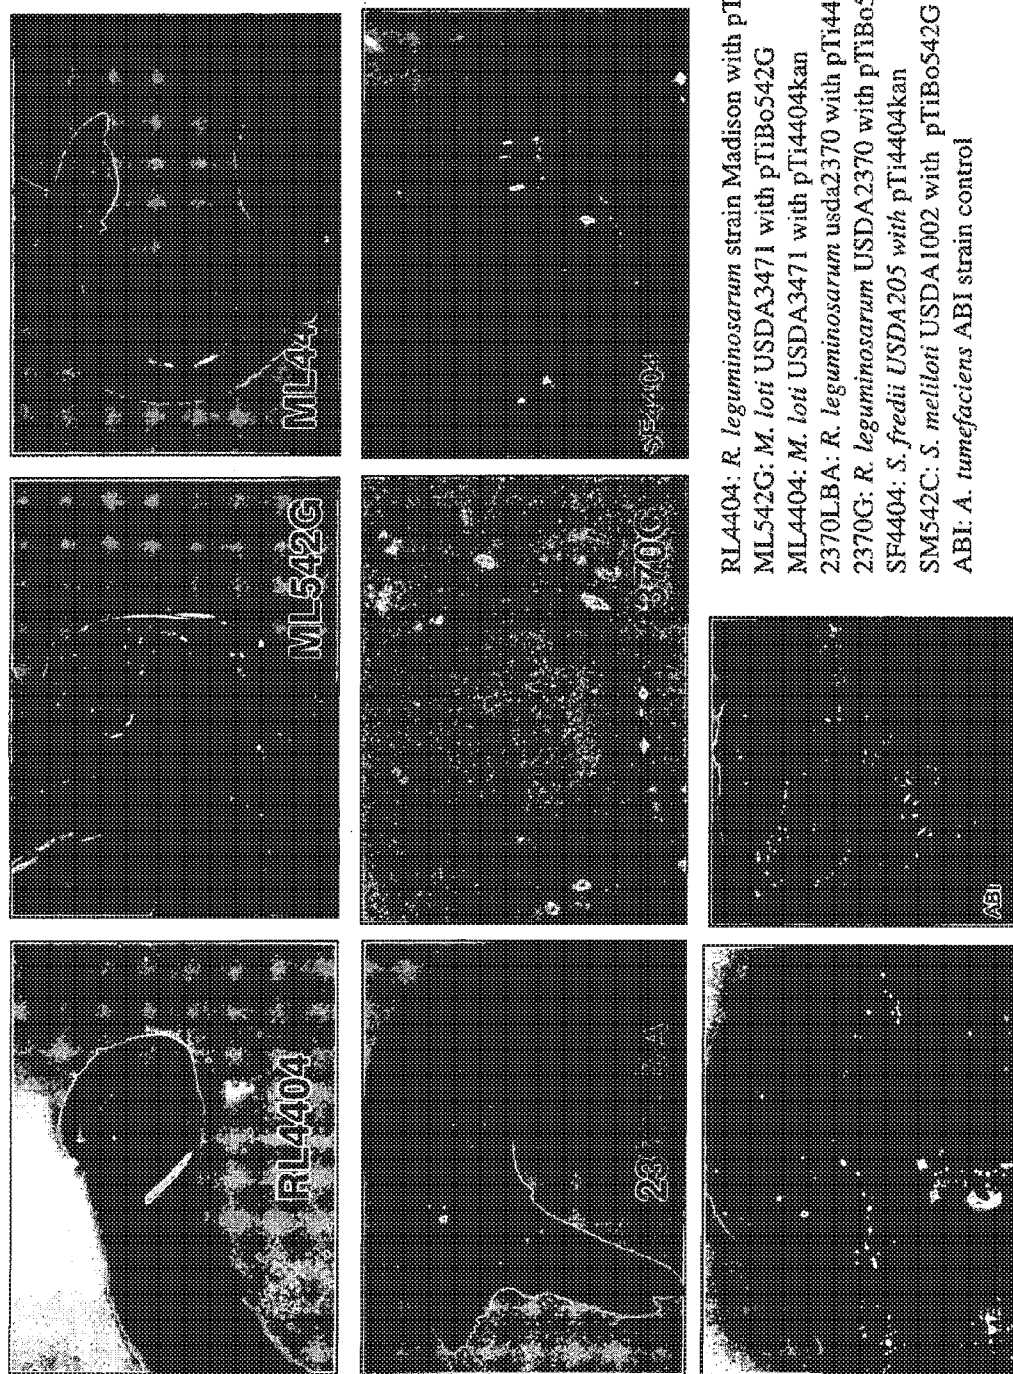 RL4404
ML542G
ML44
SF4404
ABI
RL4404: R. leguminosarum strain Madison with
ML542G: M. loti USDA3471 with pTiBo542G
ML4404: M. loti USDA3471 with pTi4404kan
2370LBA: R. leguminosarum usda2370 with pTi44
2370G: R. leguminosarum USDA2370 with pTiBo5
SF4404: S. fredii USDA205 with pTi4404kan
SM542C: S. meliloti USDA1002 with pTiBo542G
ABI: A. tumefaciens ABI strain control